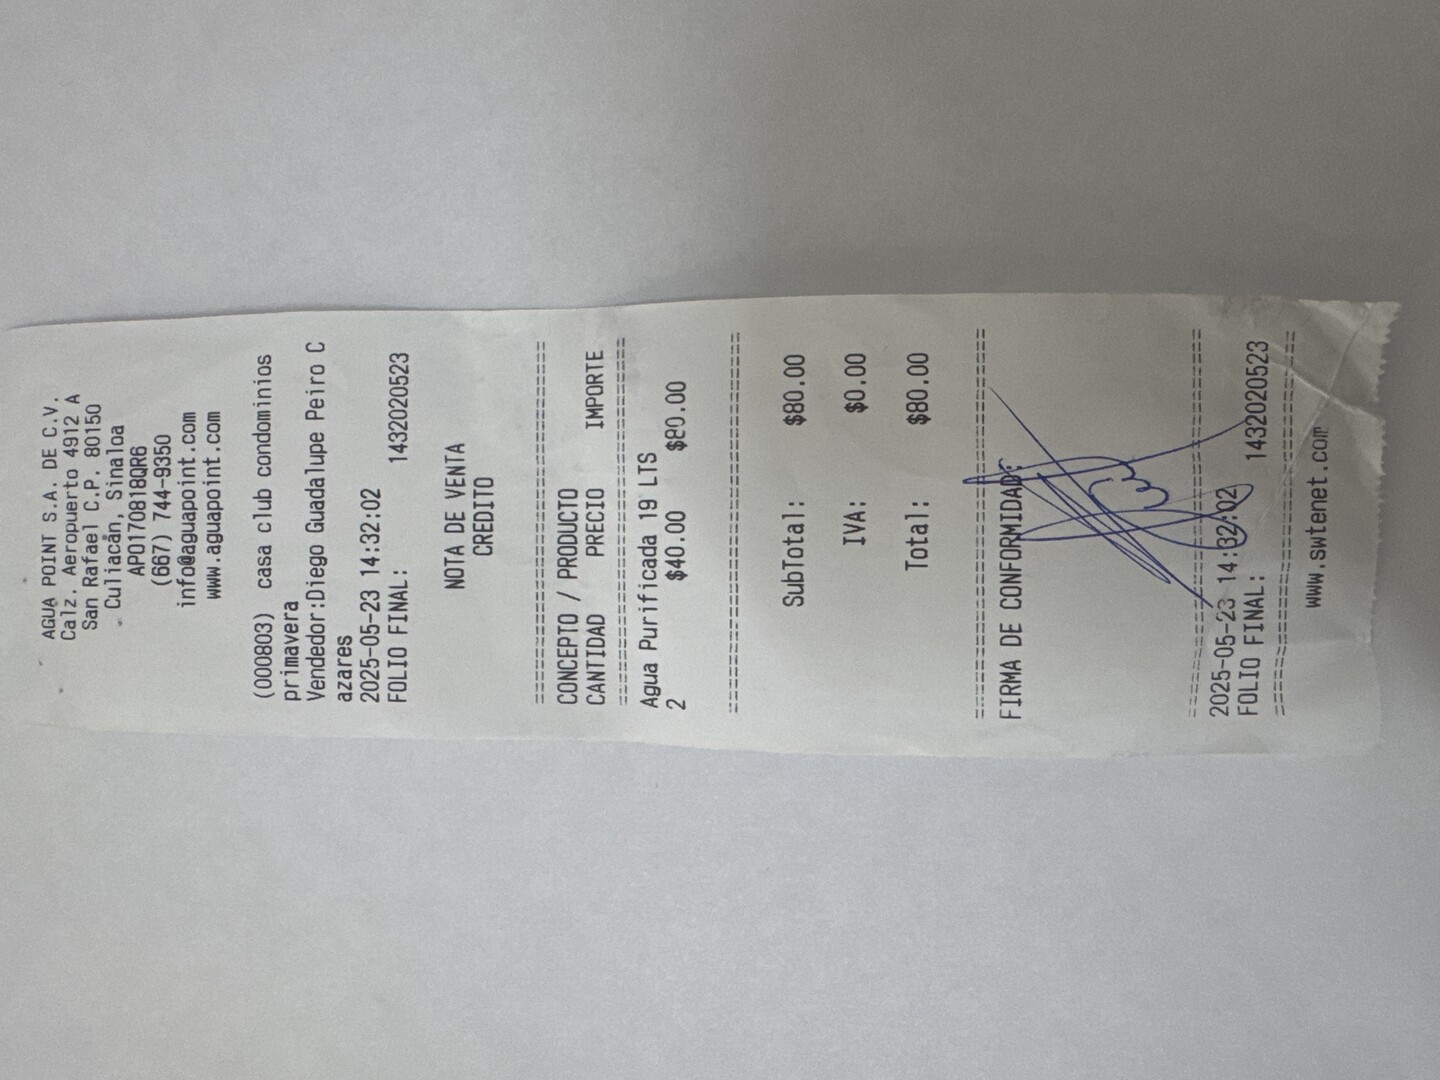 AGUA POINT S.A. DE C.V.
Calz. Aeropuerto 4912 A
San Rafael C.P. 80150
Culiacán, Sinaloa
APO170818QR6
(667) 744-9350
info@aguapoint.com
www.aguapoint.com
(000803) casa club condominios
primavera
Vendedor:Diego Guadalupe Peiro C
azares
2025-05-23 14:32:02
FOLIO FINAL: 1432020523
NOTA DE VENTA
CREDITO
================================
CONCEPTO / PRODUCTO
CANTIDAD PRECIO IMPORTE
================================
Agua Purificada 19 LTS
2 $40.00 $80.00
================================
SubTotal: $80.00
IVA: $0.00
Total: $80.00
================================
FIRMA DE CONFORMIDAD:
================================
2025-05-23 14:32:02
FOLIO FINAL: 1432020523
================================
www.swtenet.com